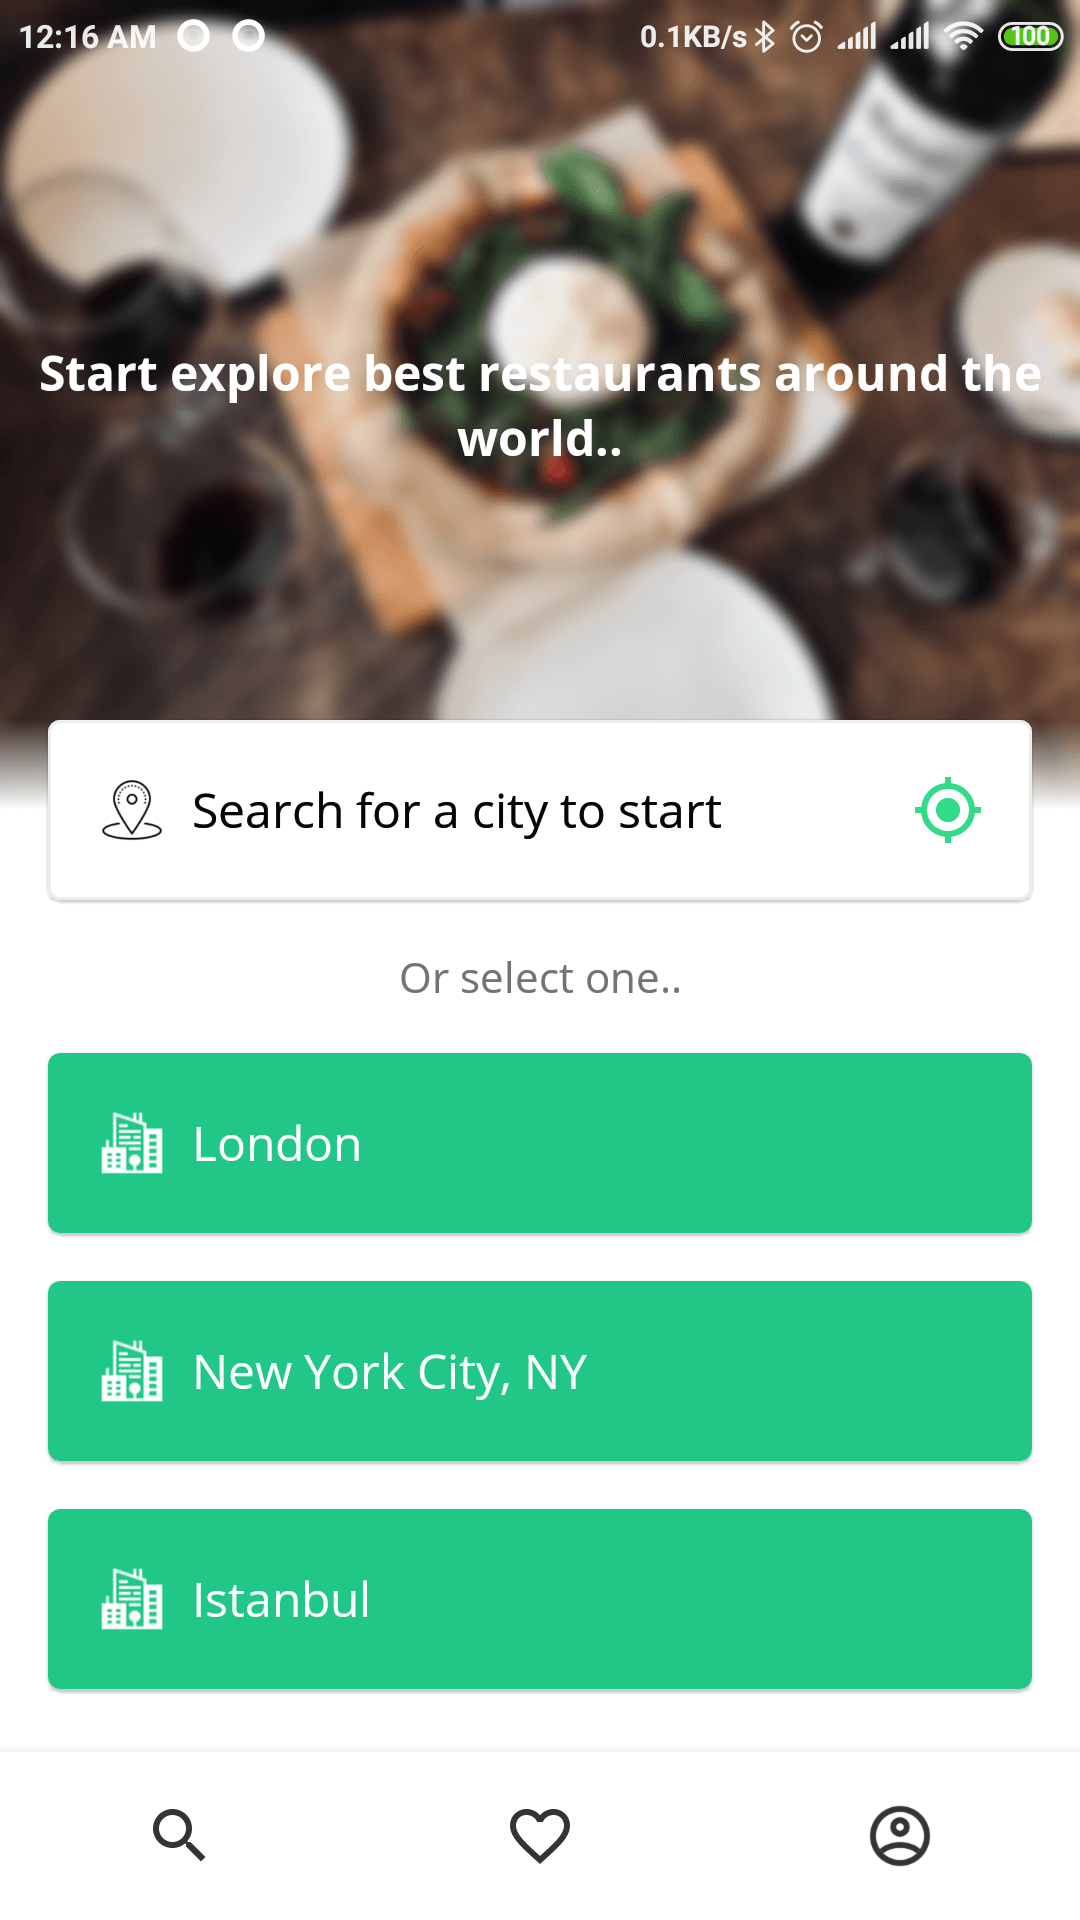 12:16 AM 0.1KB/s 100
Start explore best restaurants around the
world..
Search for a city to start
Or select one..
London
New York City, NY
Istanbul